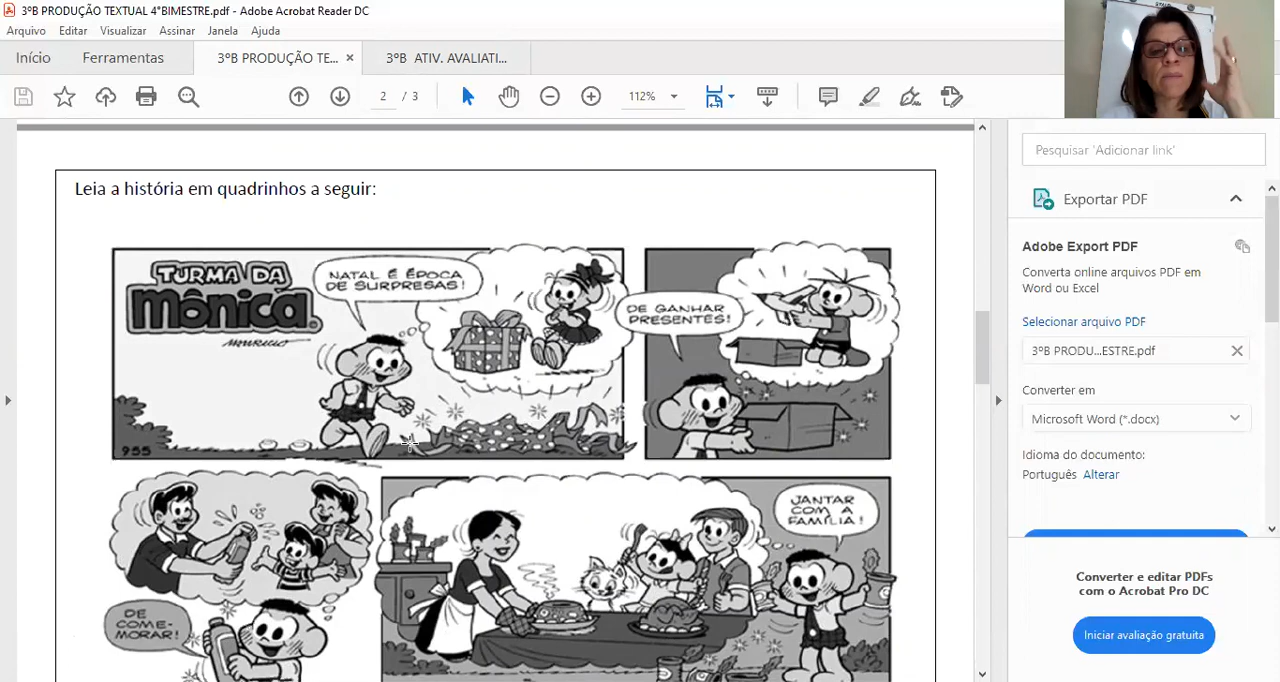 3ºB PRODUÇÃO TEXTUAL 4°BIMESTRE.pdf - Adobe Acrobat Reader DC
Arquivo Editar Visualizar Assinar Janela Ajuda
Início Ferramentas 3ºB PRODUÇÃO TE... × 3ºB ATIV. AVALIATI...
2 / 3 112%
Leia a história em quadrinhos a seguir:
TURMA DA
MÔNICA
MAURICIO
NATAL É ÉPOCA
DE SURPRESAS!
955
DE GANHAR
PRESENTES!
DE
COME-
MORAR!
JANTAR
COM A
FAMÍLIA!
Pesquisar 'Adicionar link'
Exportar PDF
Adobe Export PDF
Converta online arquivos PDF em
Word ou Excel
Selecionar arquivo PDF
3ºB PRODU...ESTRE.pdf
Converter em
Microsoft Word (*.docx)
Idioma do documento:
Português Alterar
Converter e editar PDFs
com o Acrobat Pro DC
Iniciar avaliação gratuita